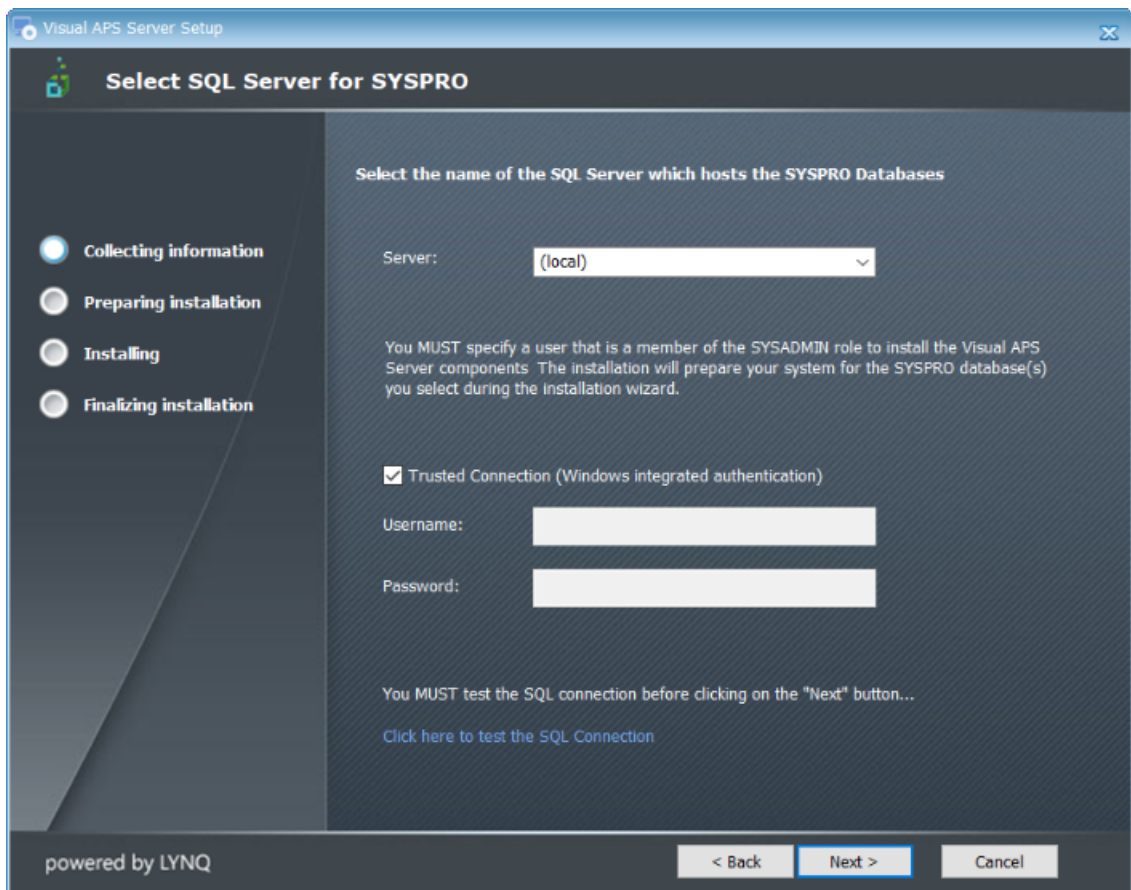 Visual APS Server Setup
Select SQL Server for SYSPRO
Collecting information
Preparing installation
Installing
Finalizing installation
Select the name of the SQL Server which hosts the SYSPRO Databases
Server:
(local)
You MUST specify a user that is a member of the SYSADMIN role to install the Visual APS
Server components  The installation will prepare your system for the SYSPRO database(s)
you select during the installation wizard.
Trusted Connection (Windows integrated authentication)
Username:
Password:
You MUST test the SQL connection before clicking on the "Next" button...
Click here to test the SQL Connection
powered by LYNQ
< Back
Next >
Cancel